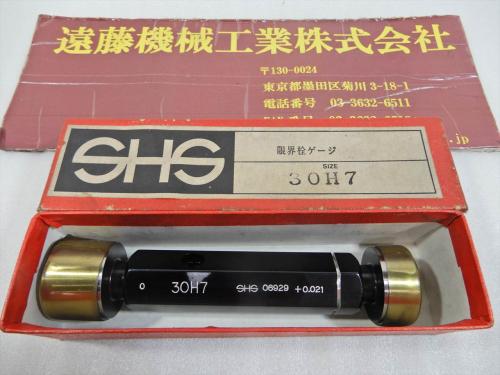 遠藤機械工業株式会社
〒130-0024
東京都墨田区菊川3-18-1
電話番号 03-3632-6511
SHS
限界栓ゲージ
SIZE
30H7
0 30H7 SHS 06929 +0.021